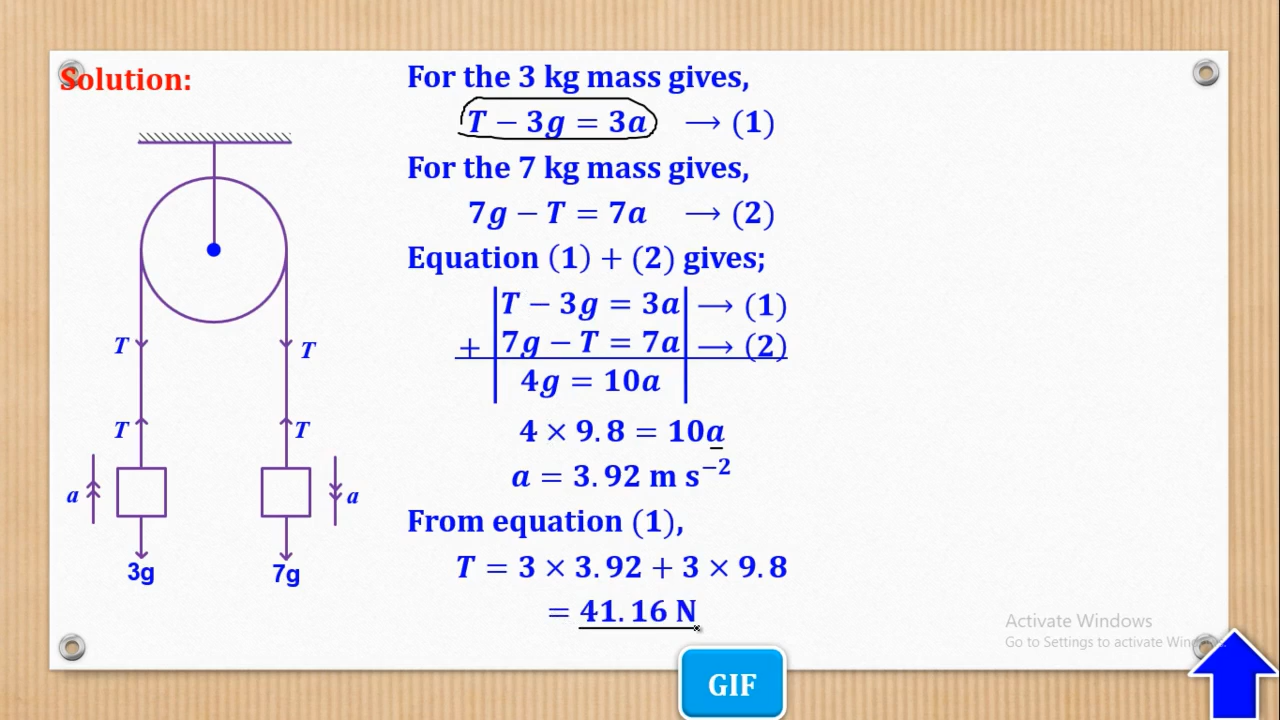 Solution:
For the 3 kg mass gives,
T − 3g = 3a ⟶ (1)
For the 7 kg mass gives,
7g − T = 7a ⟶ (2)
Equation (1) + (2) gives;
T − 3g = 3a ⟶ (1)
+ 7g − T = 7a ⟶ (2)
4g = 10a
4 × 9.8 = 10a
a = 3.92 m s⁻²
From equation (1),
T = 3 × 3.92 + 3 × 9.8
= 41.16 N
T T
T T
a a
3g 7g
Activate Windows
Go to Settings to activate Windows.
GIF